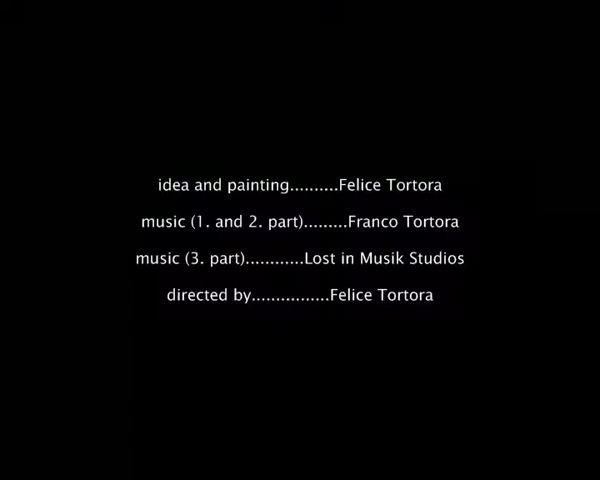 idea and painting..........Felice Tortora
music (1. and 2. part).........Franco Tortora
music (3. part)............Lost in Musik Studios
directed by................Felice Tortora